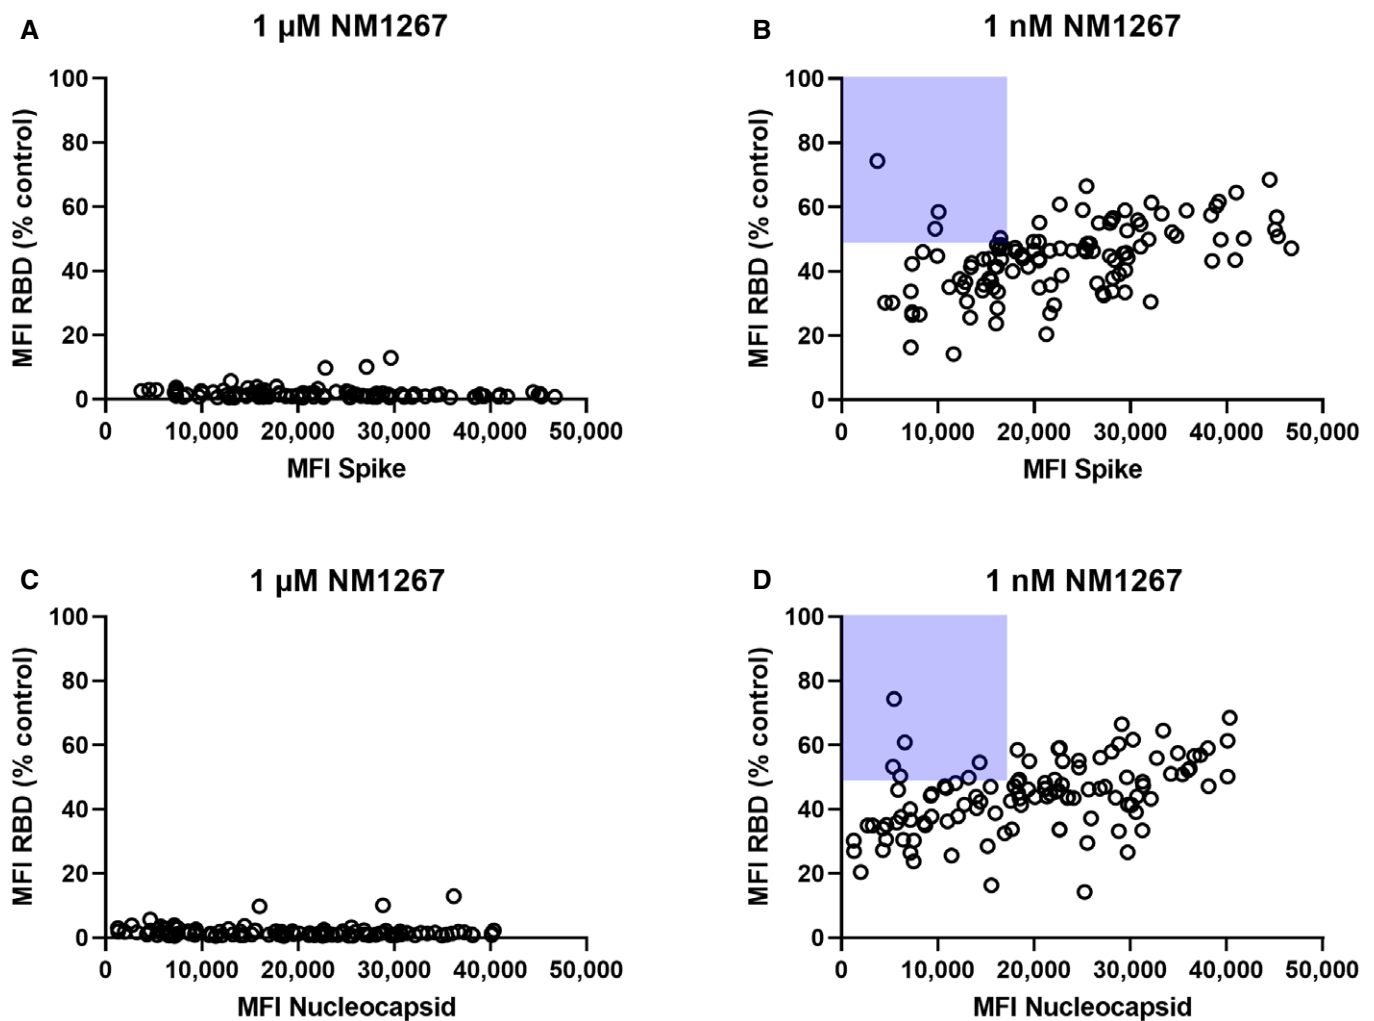 A
1 µM NM1267
MFI RBD (% control)
100
80
60
40
20
0
0 10,000 20,000 30,000 40,000 50,000
MFI Spike
B
1 nM NM1267
MFI RBD (% control)
100
80
60
40
20
0
0 10,000 20,000 30,000 40,000 50,000
MFI Spike
C
1 µM NM1267
MFI RBD (% control)
100
80
60
40
20
0
0 10,000 20,000 30,000 40,000 50,000
MFI Nucleocapsid
D
1 nM NM1267
MFI RBD (% control)
100
80
60
40
20
0
0 10,000 20,000 30,000 40,000 50,000
MFI Nucleocapsid